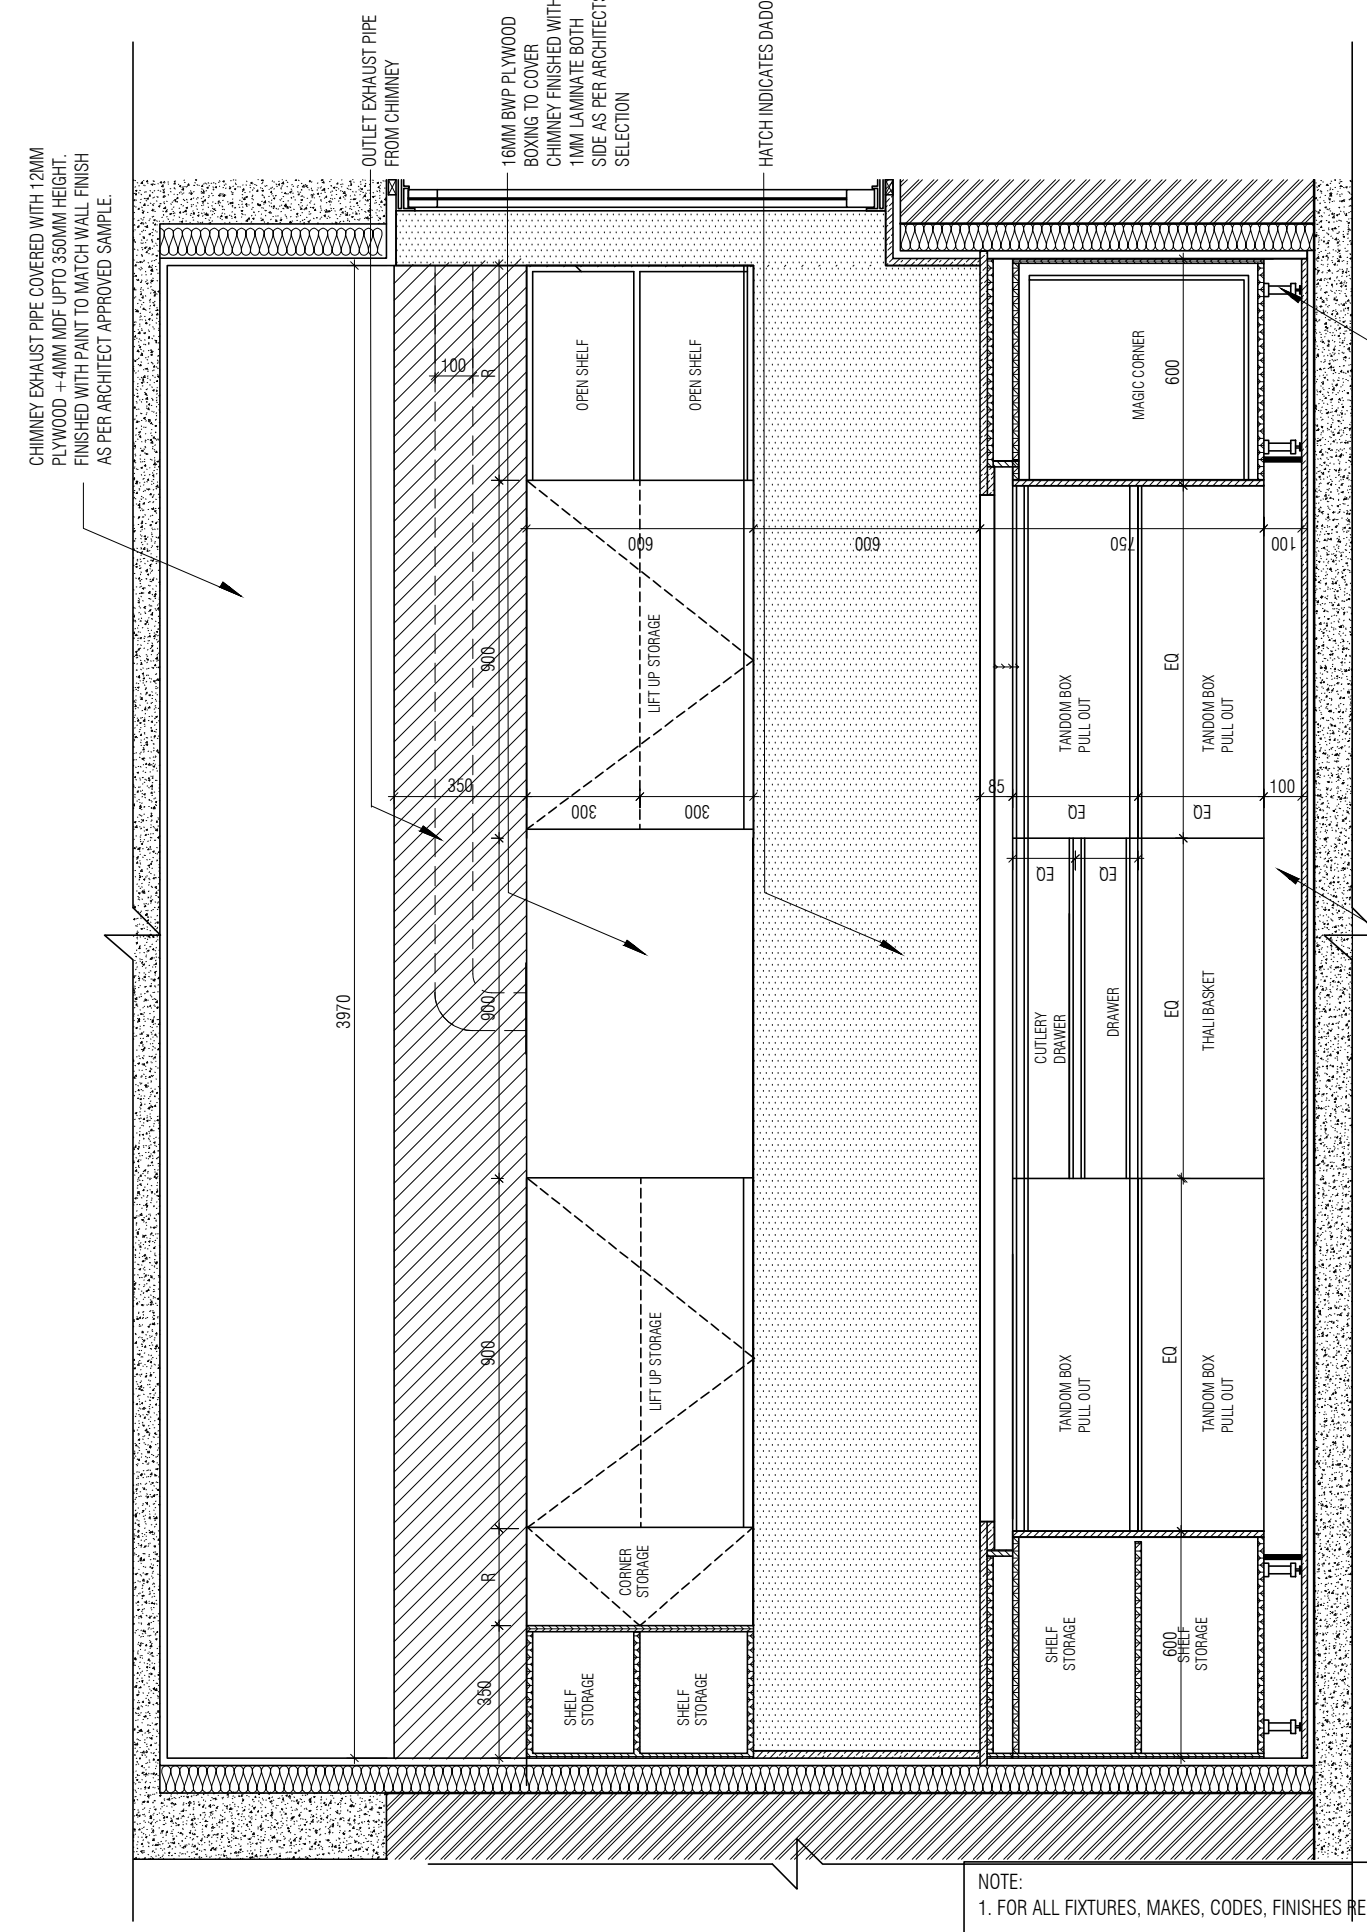 CHIMNEY EXHAUST PIPE COVERED WITH 12MM
PLYWOOD +4MM MDF UPTO 350MM HEIGHT.
FINISHED WITH PAINT TO MATCH WALL FINISH
AS PER ARCHITECT APPROVED SAMPLE.
OUTLET EXHAUST PIPE
FROM CHIMNEY
16MM BWP PLYWOOD
BOXING TO COVER
CHIMNEY FINISHED WITH
1MM LAMINATE BOTH
SIDE AS PER ARCHITECTS
SELECTION
HATCH INDICATES DADO
3970
350
R
900
900
900
R
100
350
SHELF
STORAGE
SHELF
STORAGE
CORNER
STORAGE
LIFT UP STORAGE
LIFT UP STORAGE
OPEN SHELF
OPEN SHELF
300
300
600
600
750
100
85
EQ
EQ
100
EQ
EQ
SHELF
STORAGE
SHELF
STORAGE
600
TANDOM BOX
PULL OUT
TANDOM BOX
PULL OUT
EQ
CUTLERY
DRAWER
DRAWER
THALI BASKET
EQ
TANDOM BOX
PULL OUT
TANDOM BOX
PULL OUT
EQ
MAGIC CORNER
600
NOTE:
1. FOR ALL FIXTURES, MAKES, CODES, FINISHES RE